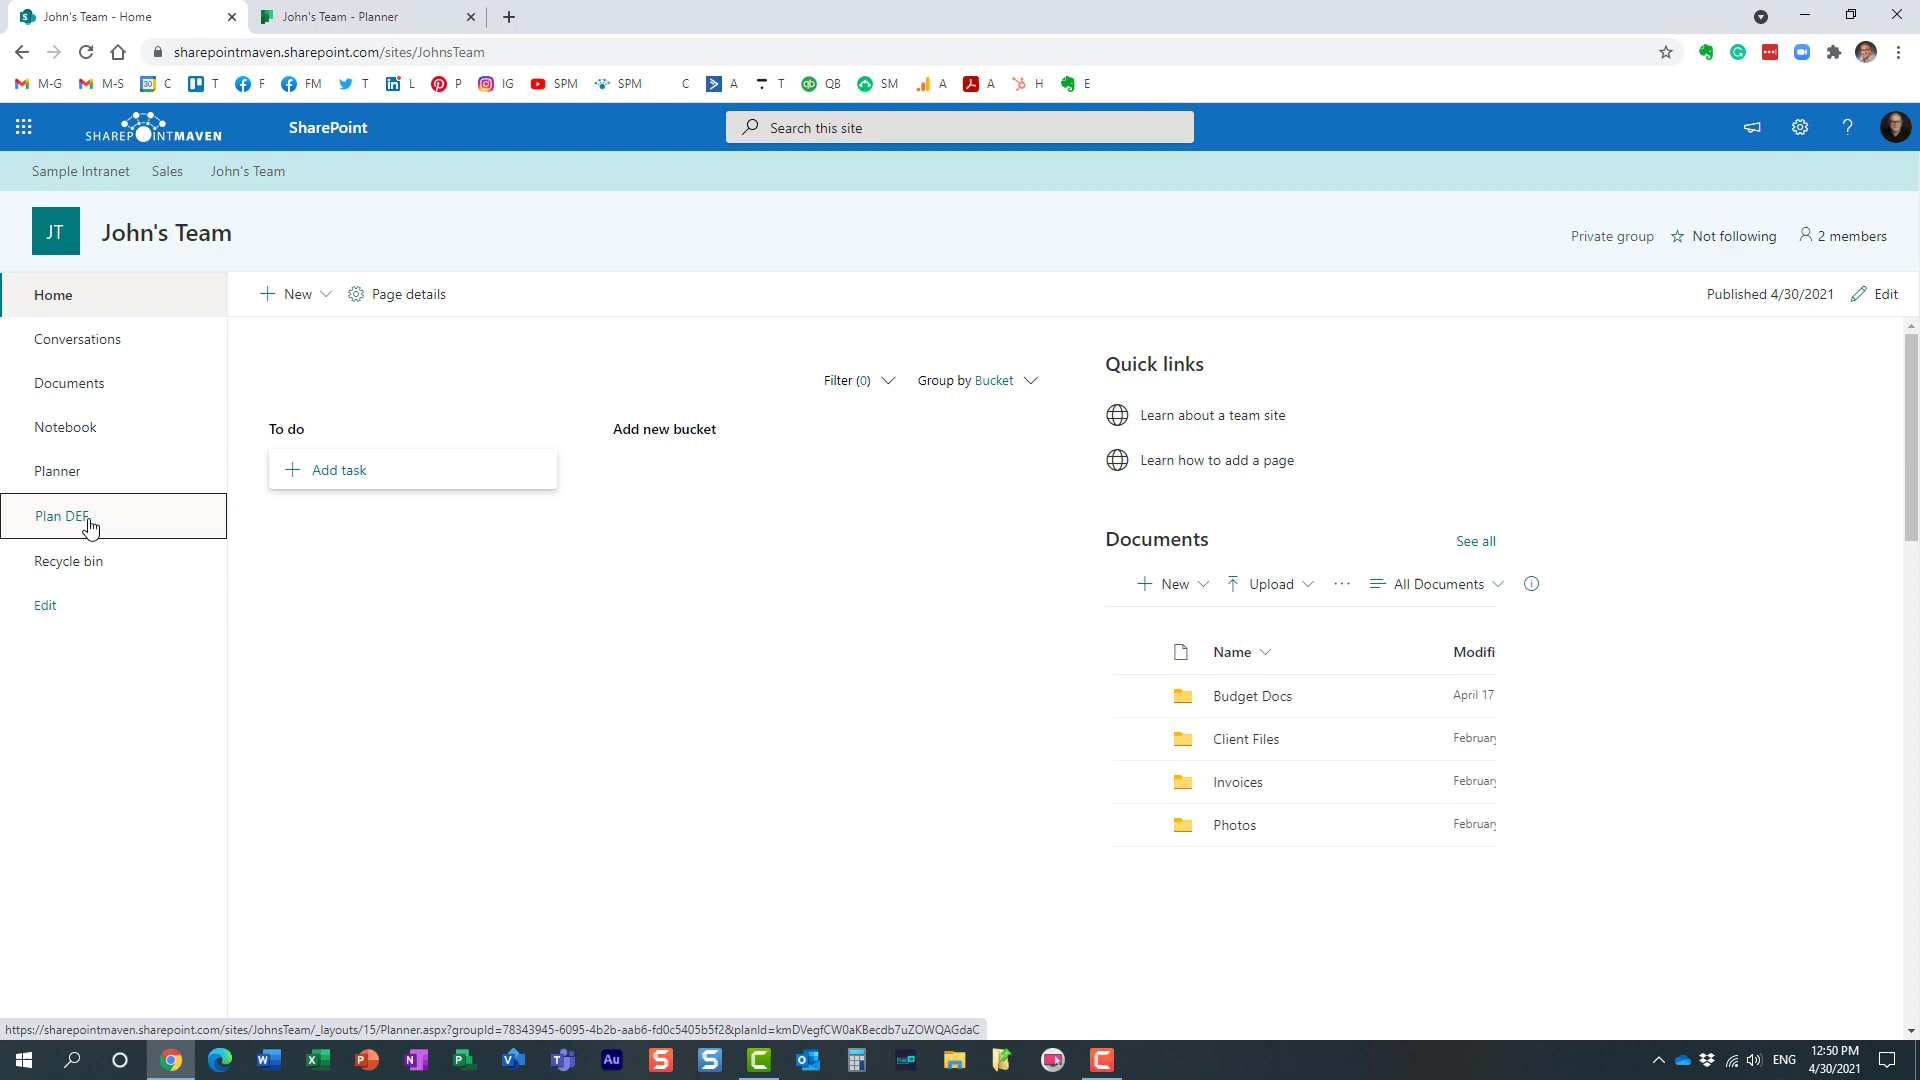 John's Team - Home
John's Team - Planner
sharepointmaven.sharepoint.com/sites/JohnsTeam
M-G M-S C T F FM T L P IG SPM SPM C A T QB SM A A H E
SHAREPOINTMAVEN
SharePoint
Search this site
Sample Intranet Sales John's Team
JT
John's Team
Private group Not following 2 members
Home
Conversations
Documents
Notebook
Planner
Plan DEF
Recycle bin
Edit
New Page details
Published 4/30/2021 Edit
Filter (0) Group by Bucket
To do
Add new bucket
Add task
Quick links
Learn about a team site
Learn how to add a page
Documents
See all
New Upload ··· All Documents
Name Modifi
Budget Docs April 17
Client Files February
Invoices February
Photos February
https://sharepointmaven.sharepoint.com/sites/JohnsTeam/_layouts/15/Planner.aspx?groupId=78343945-6095-4b2b-aab6-fd0c5405b5f2&planId=kmDVegfCW0aKBecdb7uZOWQAGdaC
ENG
12:50 PM
4/30/2021